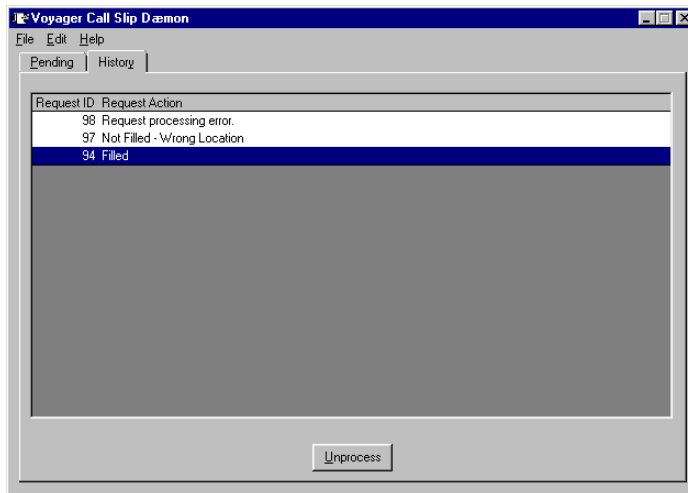 Voyager Call Slip Dæmon
File Edit Help
Pending History
Request ID Request Action
98 Request processing error.
97 Not Filled - Wrong Location
94 Filled
Unprocess